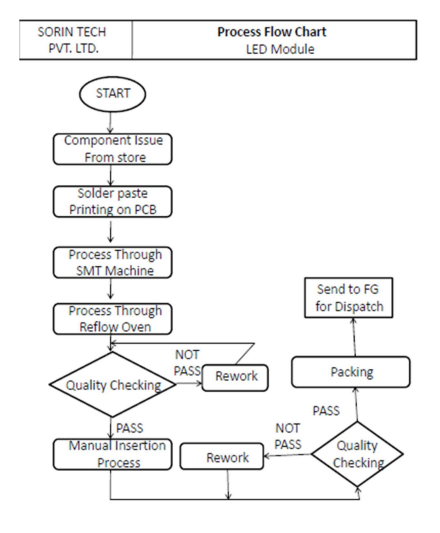 SORIN TECH
PVT. LTD.
Process Flow Chart
LED Module
START
Component Issue
From store
Solder paste
Printing on PCB
Process Through
SMT Machine
Process Through
Reflow Oven
Quality Checking
NOT
PASS
Rework
PASS
Manual Insertion
Process
Rework
NOT
PASS
Quality
Checking
PASS
Packing
Send to FG
for Dispatch